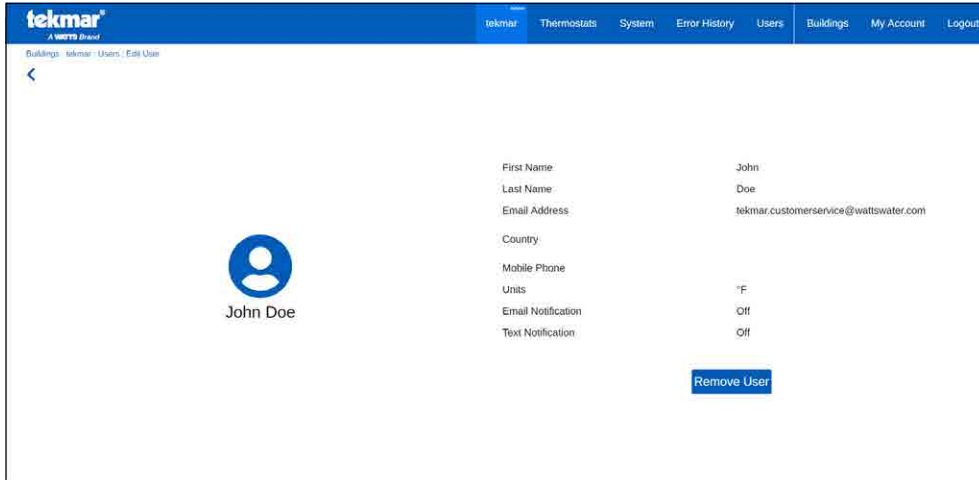 tekmar®
A WATTS Brand
tekmar Thermostats System Error History Users Buildings My Account Logout
Buildings : tekmar : Users : Edit User
First Name John
Last Name Doe
Email Address tekmar.customerservice@wattswater.com
Country
Mobile Phone
Units °F
Email Notification Off
Text Notification Off
John Doe
Remove User